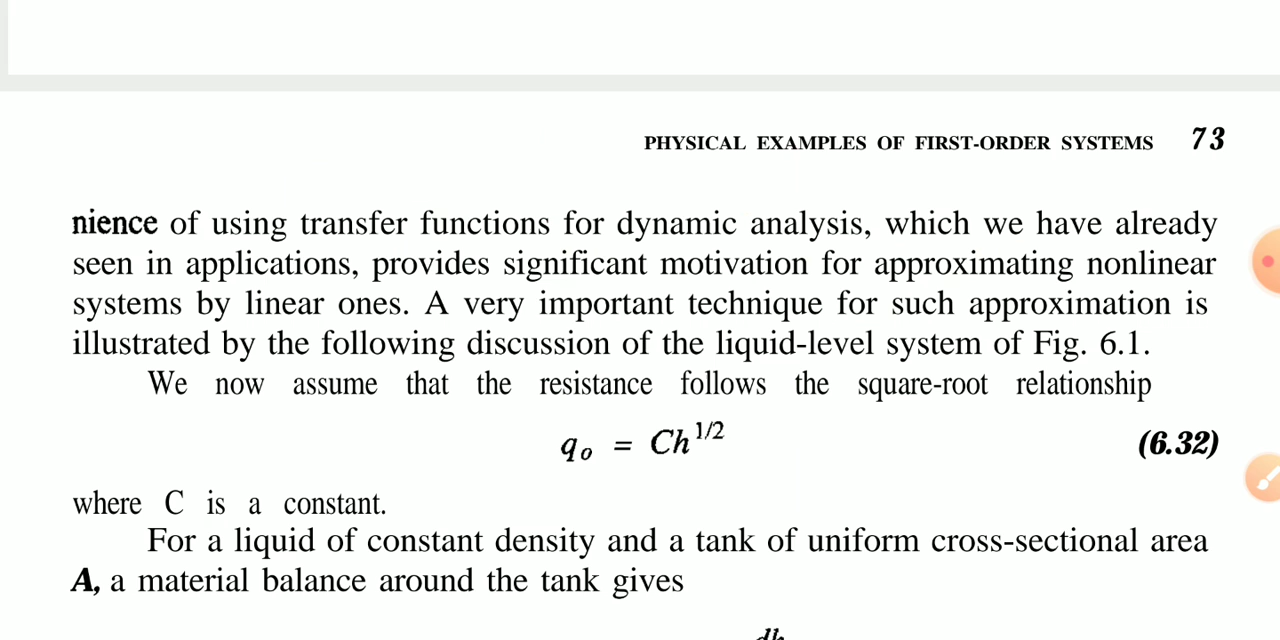 PHYSICAL EXAMPLES OF FIRST-ORDER SYSTEMS 73
nience of using transfer functions for dynamic analysis, which we have already
seen in applications, provides significant motivation for approximating nonlinear
systems by linear ones. A very important technique for such approximation is
illustrated by the following discussion of the liquid-level system of Fig. 6.1.
We now assume that the resistance follows the square-root relationship
qₒ = Ch^1/2 (6.32)
where C is a constant.
For a liquid of constant density and a tank of uniform cross-sectional area
A, a material balance around the tank gives